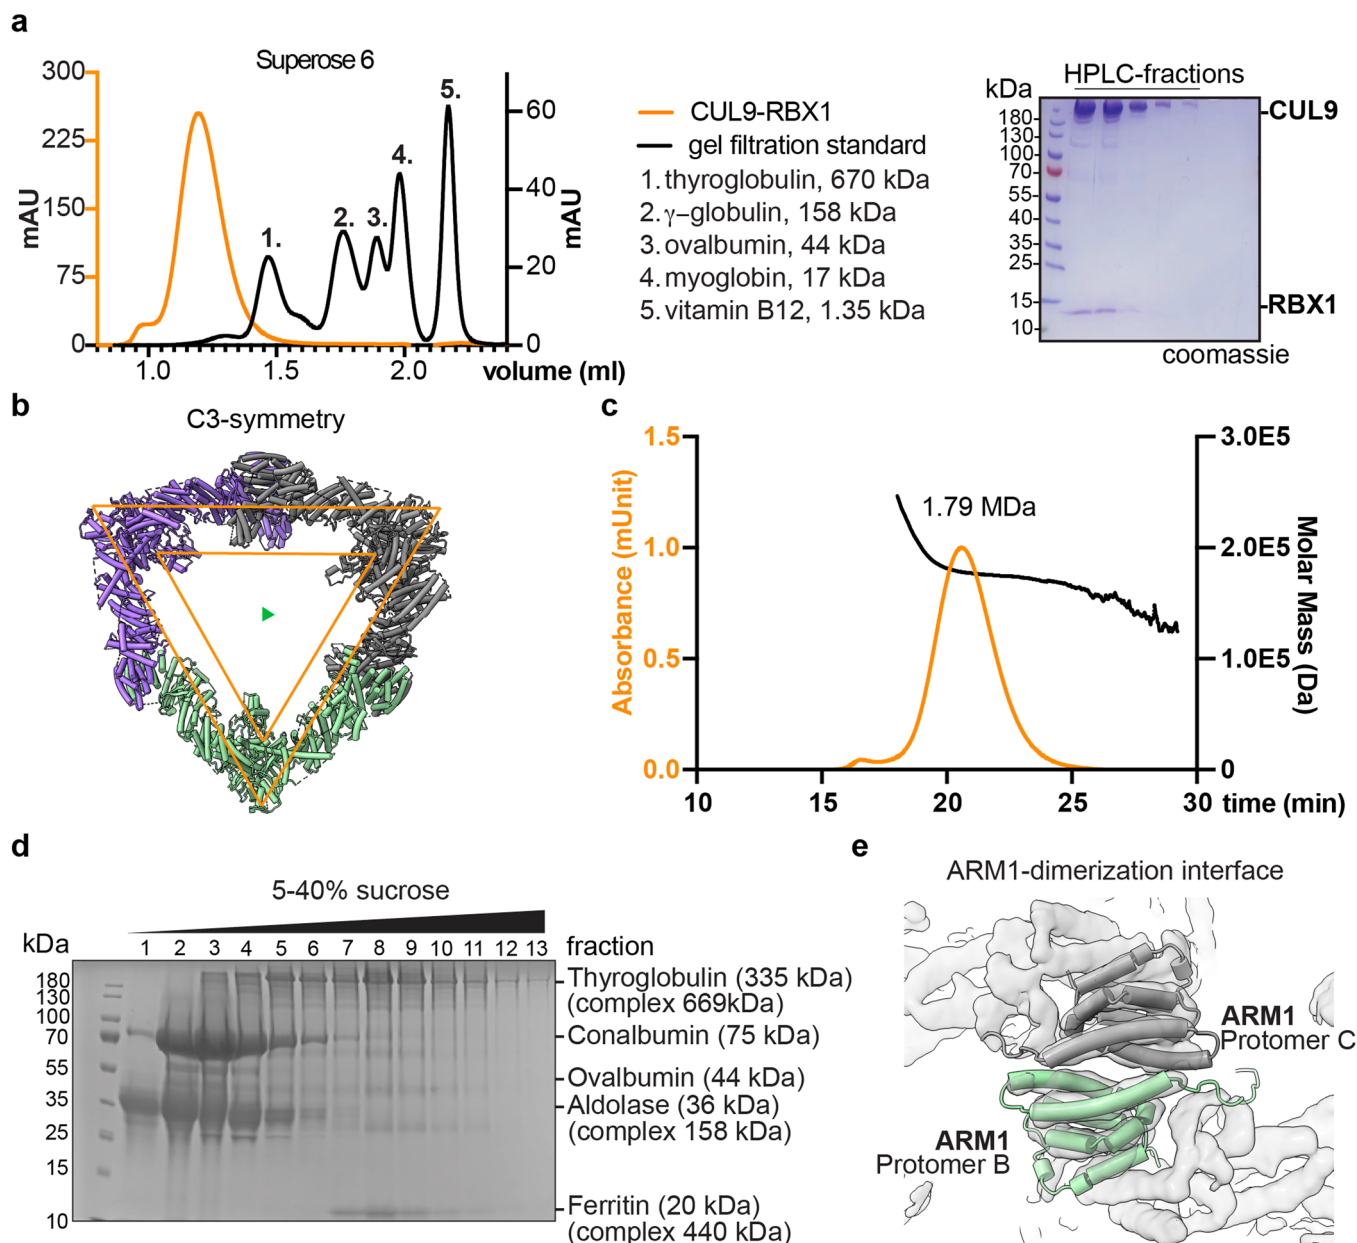 a
Superose 6
300
225
150
75
0
mAU
60
40
20
0
mAU
1.
2.
3.
4.
5.
1.0
1.5
2.0
volume (ml)
CUL9-RBX1
gel filtration standard
1. thyroglobulin, 670 kDa
2. γ–globulin, 158 kDa
3. ovalbumin, 44 kDa
4. myoglobin, 17 kDa
5. vitamin B12, 1.35 kDa
HPLC-fractions
kDa
180
130
100
70
55
40
35
25
15
10
-CUL9
-RBX1
coomassie
b
C3-symmetry
c
1.5
1.0
0.5
0.0
Absorbance (mUnit)
1.79 MDa
3.0E5
2.0E5
1.0E5
0
Molar Mass (Da)
10
15
20
25
30
time (min)
d
5-40% sucrose
kDa
1 2 3 4 5 6 7 8 9 10 11 12 13
fraction
180
130
100
70
55
35
25
15
10
Thyroglobulin (335 kDa)
(complex 669kDa)
Conalbumin (75 kDa)
Ovalbumin (44 kDa)
Aldolase (36 kDa)
(complex 158 kDa)
Ferritin (20 kDa)
(complex 440 kDa)
e
ARM1-dimerization interface
ARM1
Protomer C
ARM1
Protomer B